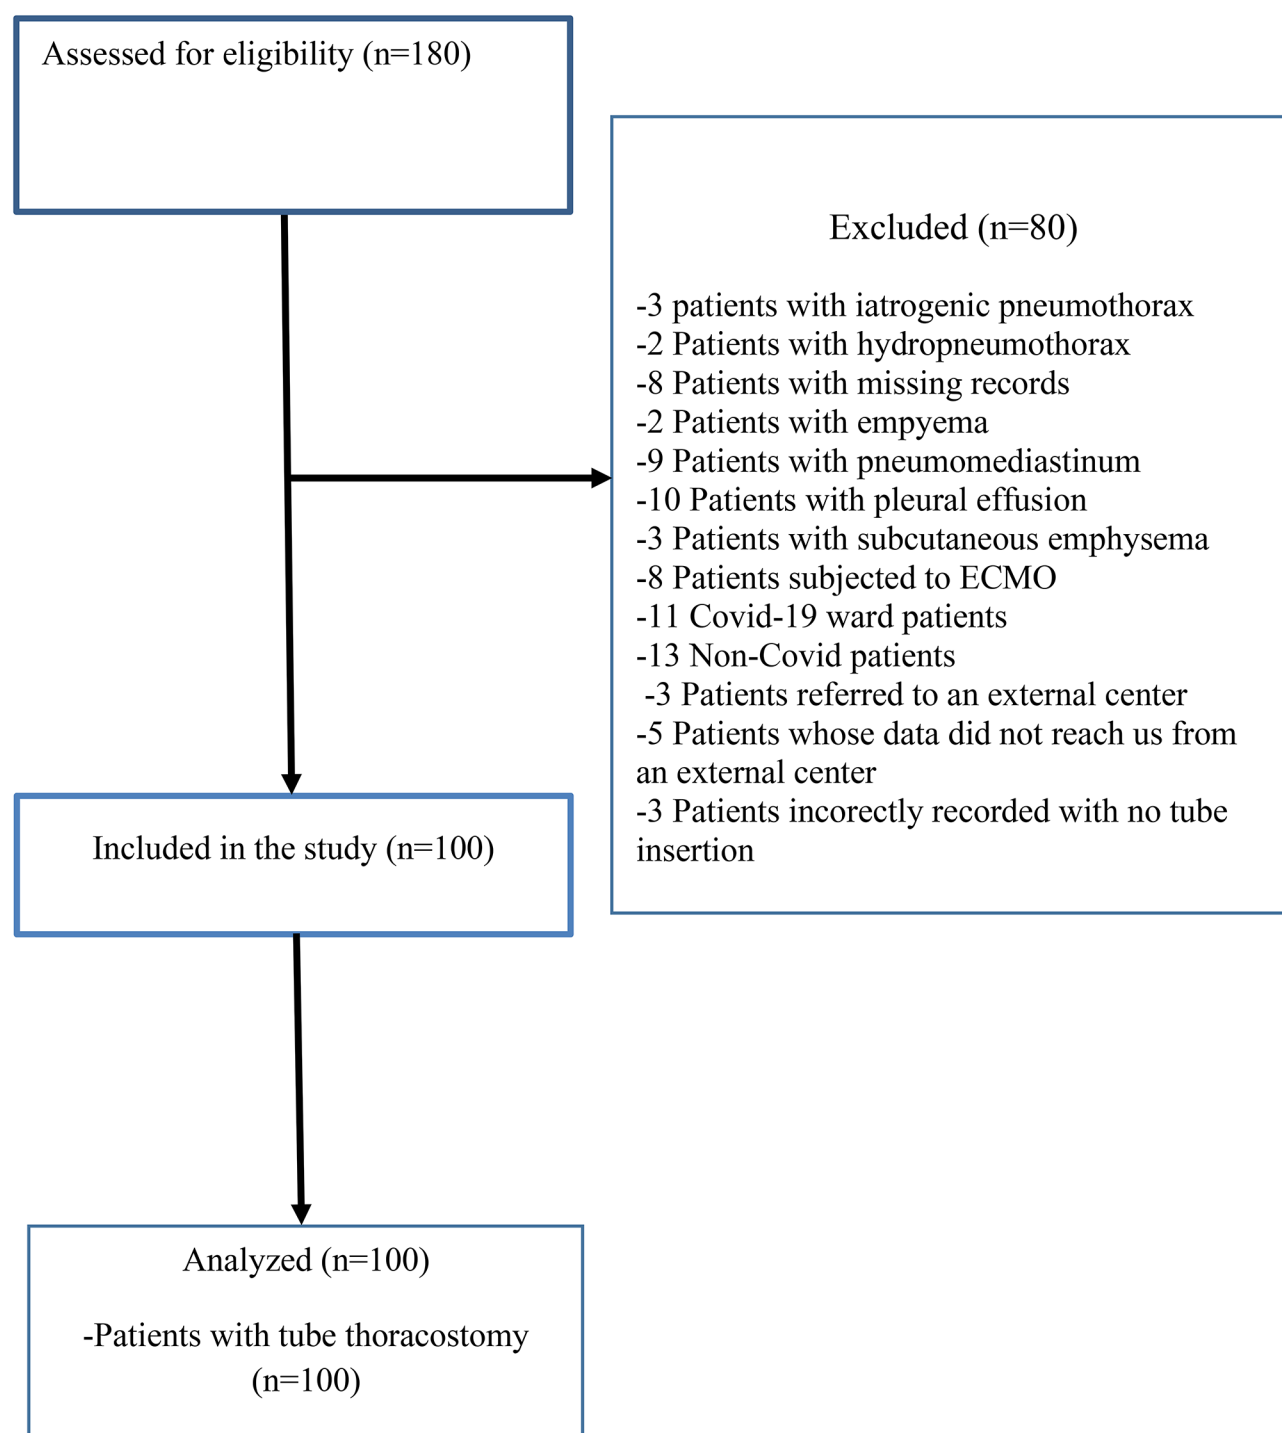 Assessed for eligibility (n=180)
Excluded (n=80)
-3 patients with iatrogenic pneumothorax
-2 Patients with hydropneumothorax
-8 Patients with missing records
-2 Patients with empyema
-9 Patients with pneumomediastinum
-10 Patients with pleural effusion
-3 Patients with subcutaneous emphysema
-8 Patients subjected to ECMO
-11 Covid-19 ward patients
-13 Non-Covid patients
-3 Patients referred to an external center
-5 Patients whose data did not reach us from
an external center
-3 Patients incorectly recorded with no tube
insertion
Included in the study (n=100)
Analyzed (n=100)
-Patients with tube thoracostomy
(n=100)